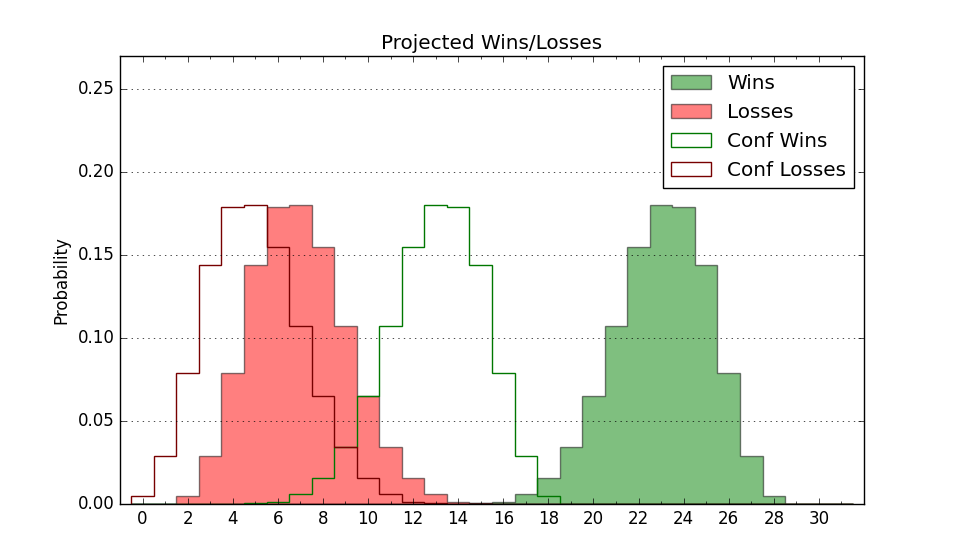 Projected Wins/Losses
Wins
Losses
Conf Wins
Conf Losses
Probability
0.25
0.20
0.15
0.10
0.05
0.00
0 2 4 6 8 10 12 14 16 18 20 22 24 26 28 30